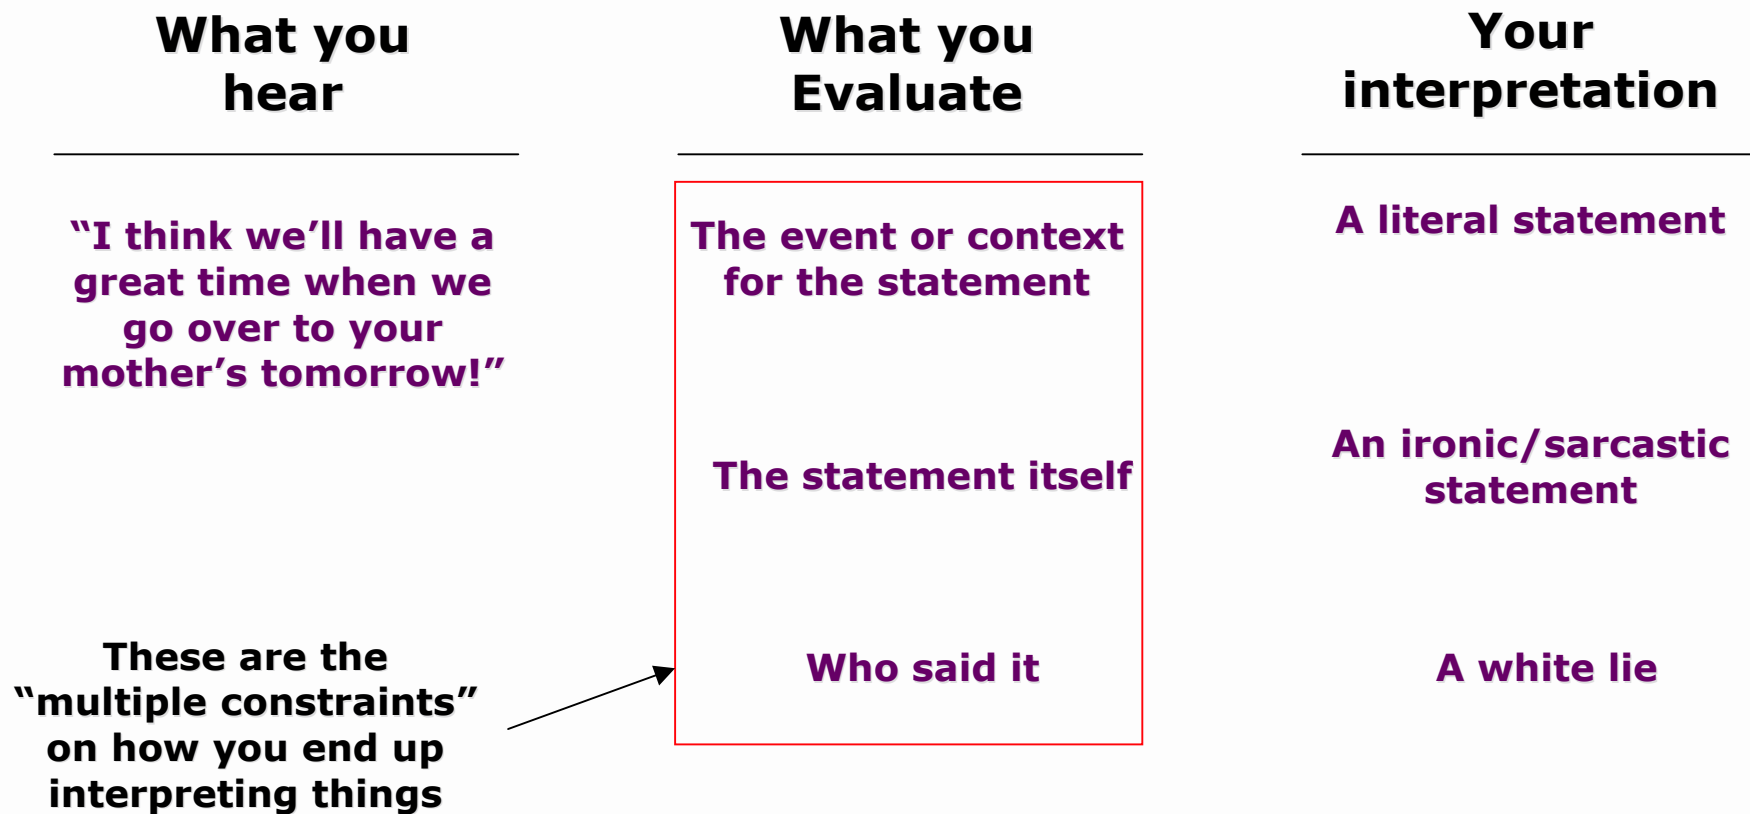 What you
hear
What you
Evaluate
Your
interpretation
“I think we’ll have a
great time when we
go over to your
mother’s tomorrow!”
The event or context
for the statement
A literal statement
The statement itself
An ironic/sarcastic
statement
These are the
“multiple constraints”
on how you end up
interpreting things
Who said it
A white lie